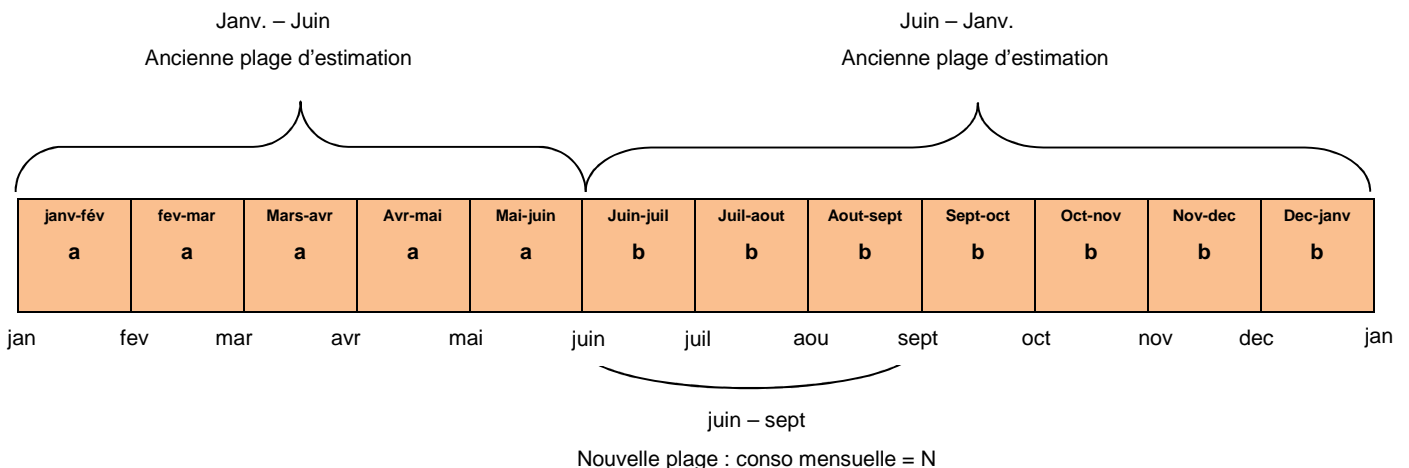 Janv. – Juin
Ancienne plage d'estimation
Juin – Janv.
Ancienne plage d'estimation
janv-fév fev-mar Mars-avr Avr-mai Mai-juin Juin-juil Juil-aout Aout-sept Sept-oct Oct-nov Nov-dec Dec-janv
a a a a a b b b b b b b
jan fev mar avr mai juin juil aou sept oct nov dec jan
juin – sept
Nouvelle plage : conso mensuelle = N